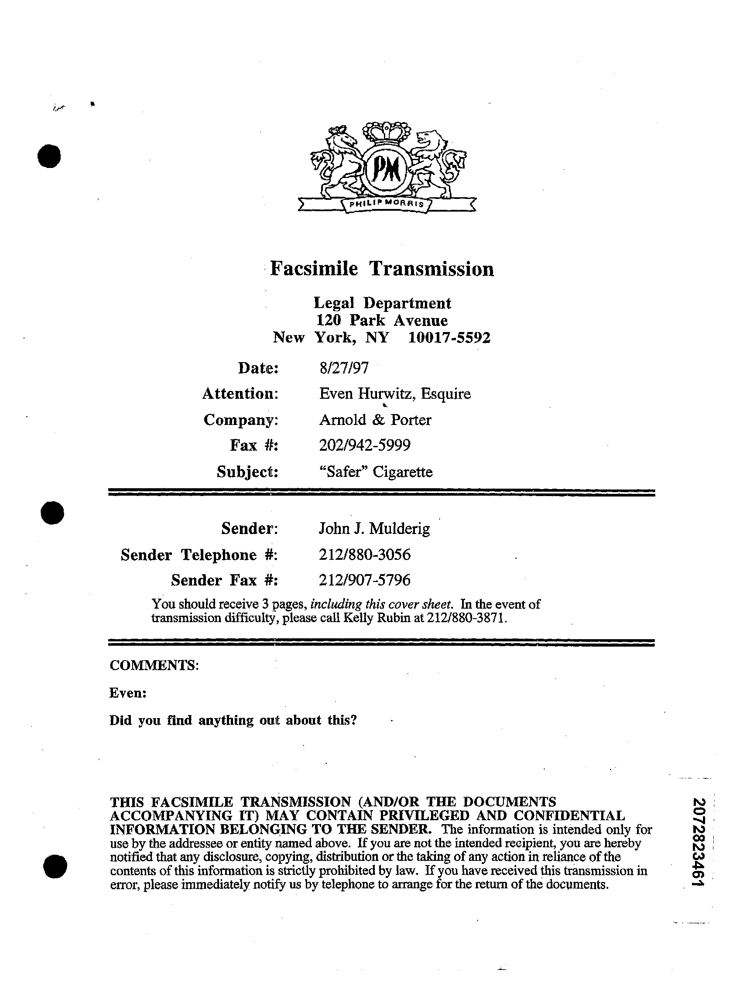 PM
PHILIP MORRIS
Facsimile Transmission
Legal Department
120 Park Avenue
New York, NY 10017-5592
Date: 8/27/97
Attention: Even Hurwitz, Esquire
Company: Arnold & Porter
Fax #: 202/942-5999
Subject: “Safer” Cigarette
Sender: John J. Mulderig
Sender Telephone #: 212/880-3056
Sender Fax #: 212/907-5796
You should receive 3 pages, including this cover sheet. In the event of
transmission difficulty, please call Kelly Rubin at 212/880-3871.
COMMENTS:
Even:
Did you find anything out about this?
THIS FACSIMILE TRANSMISSION (AND/OR THE DOCUMENTS
ACCOMPANYING IT) MAY CONTAIN PRIVILEGED AND CONFIDENTIAL
INFORMATION BELONGING TO THE SENDER. The information is intended only for
use by the addressee or entity named above. If you are not the intended recipient, you are hereby
notified that any disclosure, copying, distribution or the taking of any action in reliance of the
contents of this information is strictly prohibited by law. If you have received this transmission in
error, please immediately notify us by telephone to arrange for the return of the documents.
2072823461